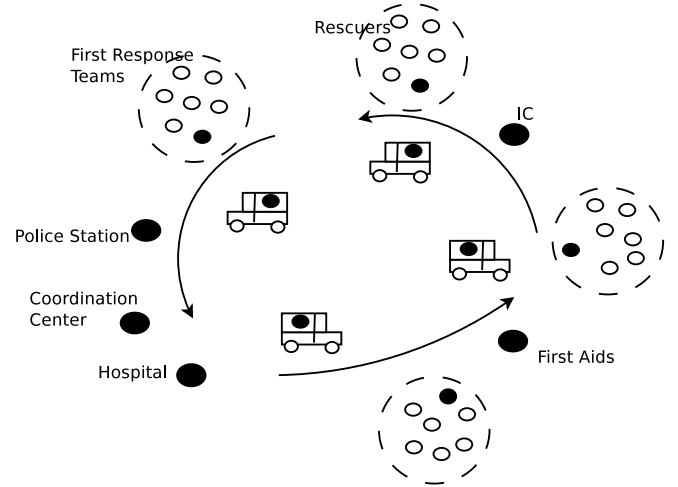 Rescuers
First Response
Teams
IC
Police Station
Coordination
Center
First Aids
Hospital